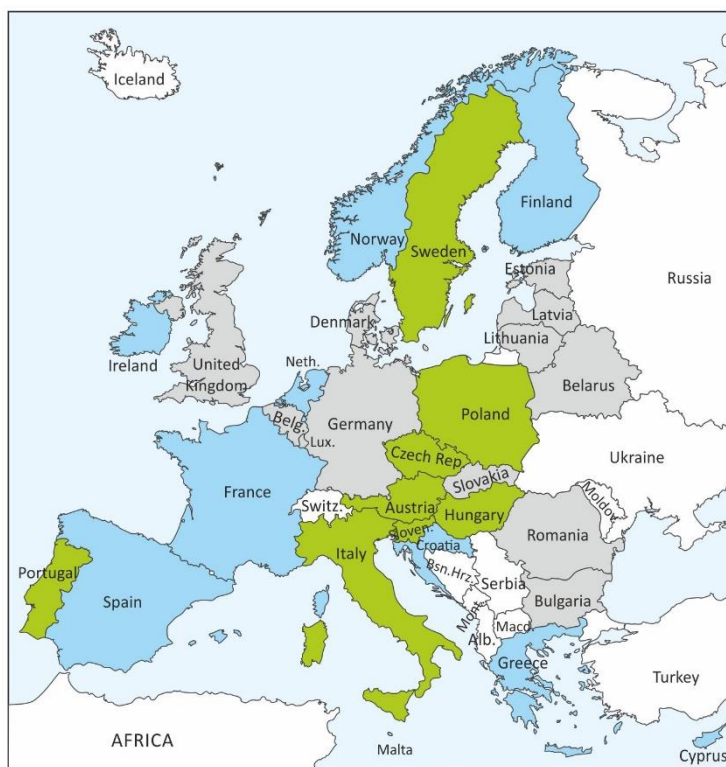 Iceland
Norway
Finland
Sweden
Russia
Estonia
Latvia
Denmark
Lithuania
Ireland
United
Kingdom
Neth.
Belarus
Belg.
Germany
Poland
Lux.
Czech Rep.
Ukraine
Slovakia
France
Switz.
Austria
Hungary
Moldov.
Sloven.
Romania
Italy
Croatia
Portugal
Spain
Bsn.Hrz.
Serbia
Bulgaria
Mont.
Macd.
Alb.
Greece
Turkey
AFRICA
Malta
Cyprus